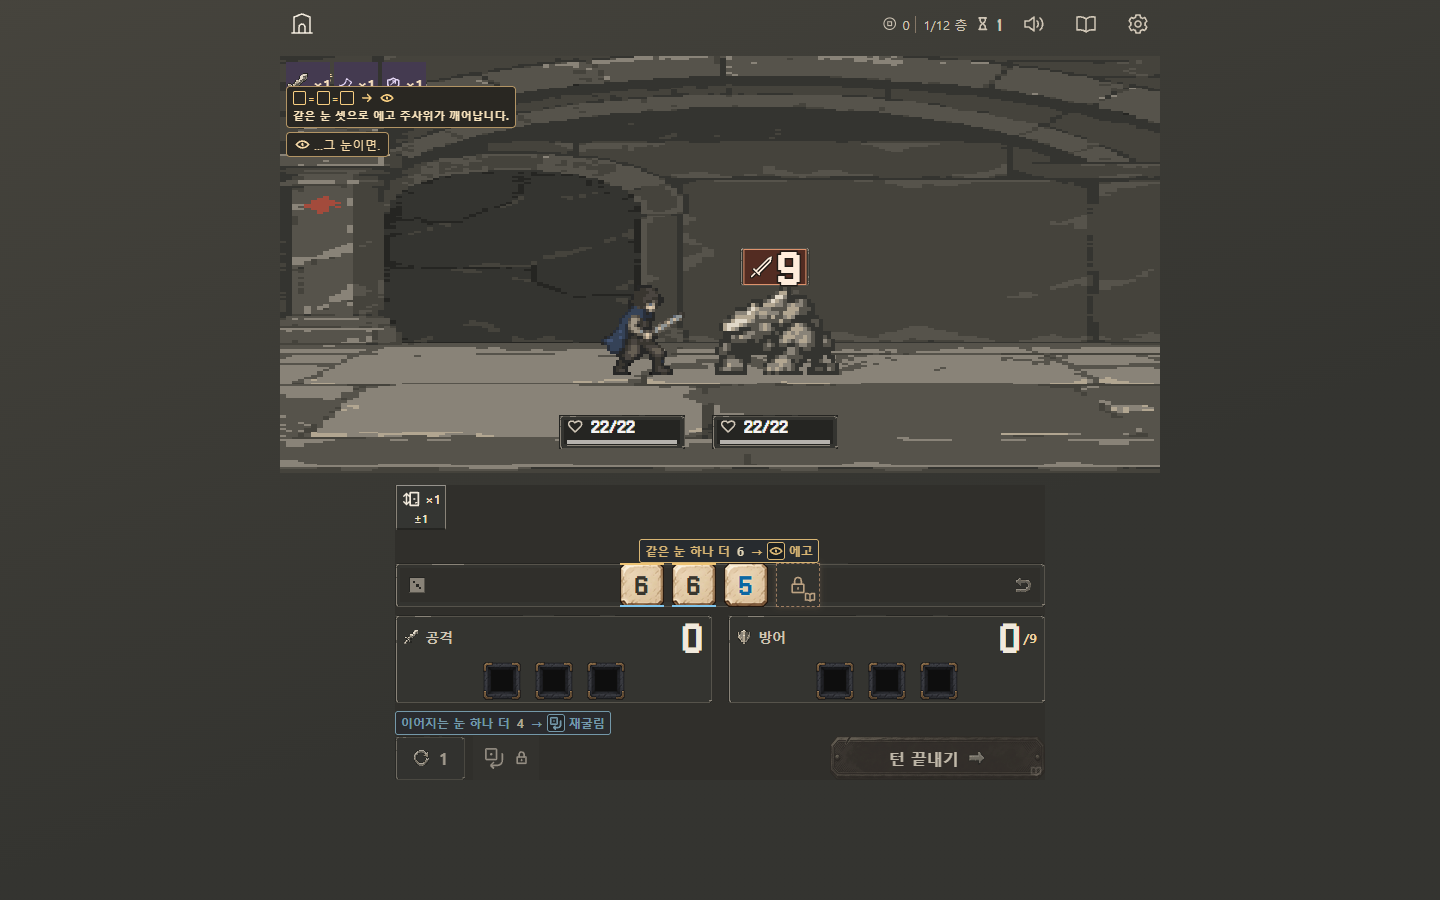 0 1/12 층 1
×1 ×1 ×1
□=□=□ →
같은 눈 셋으로 에고 주사위가 깨어납니다.
...그 눈이면.
9
22/22
22/22
×1
±1
같은 눈 하나 더 6 → 에고
6 6 5
공격 0
방어 0/9
이어지는 눈 하나 더 4 → 재굴림
1
턴 끝내기